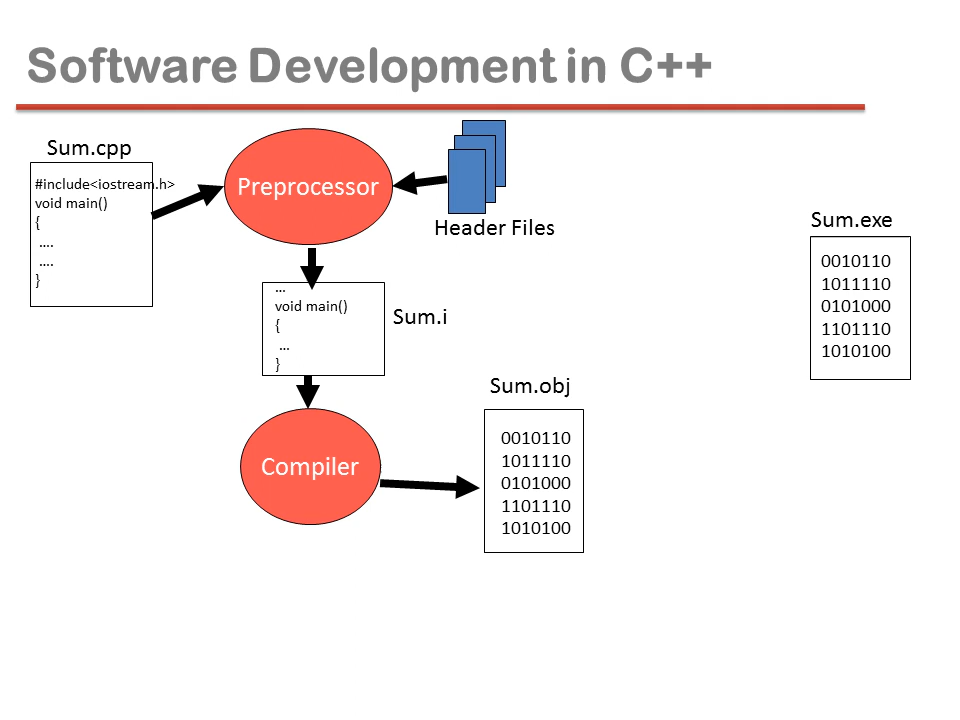 Software Development in C++
Sum.cpp
#include<iostream.h>
void main()
{
....
....
}
Preprocessor
Header Files
...
void main()
{
...
}
Sum.i
Compiler
Sum.obj
0010110
1011110
0101000
1101110
1010100
Sum.exe
0010110
1011110
0101000
1101110
1010100